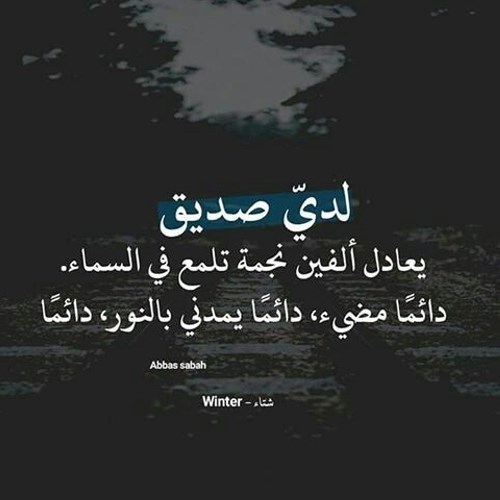 لديّ صديق
يعادل ألفين نجمة تلمع في السماء.
دائمًا مضيء، دائمًا يمدني بالنور، دائمًا
Abbas sabah
Winter - شتاء